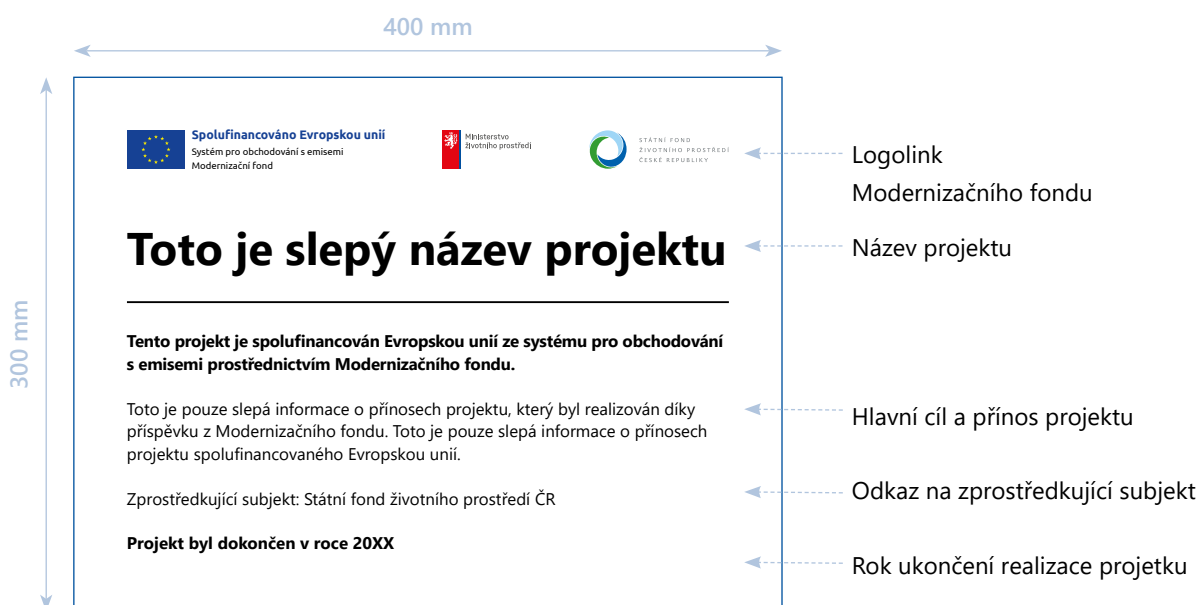 400 mm
300 mm
Spolufinancováno Evropskou unií
Systém pro obchodování s emisemi
Modernizační fond
Ministerstvo
životního prostředí
STÁTNÍ FOND
ŽIVOTNÍHO PROSTŘEDÍ
ČESKÉ REPUBLIKY
Logolink
Modernizačního fondu
Toto je slepý název projektu
Název projektu
Tento projekt je spolufinancován Evropskou unií ze systému pro obchodování
s emisemi prostřednictvím Modernizačního fondu.
Toto je pouze slepá informace o přínosech projektu, který byl realizován díky
příspěvku z Modernizačního fondu. Toto je pouze slepá informace o přínosech
projektu spolufinancovaného Evropskou unií.
Hlavní cíl a přínos projektu
Zprostředkující subjekt: Státní fond životního prostředí ČR
Odkaz na zprostředkující subjekt
Projekt byl dokončen v roce 20XX
Rok ukončení realizace projetku